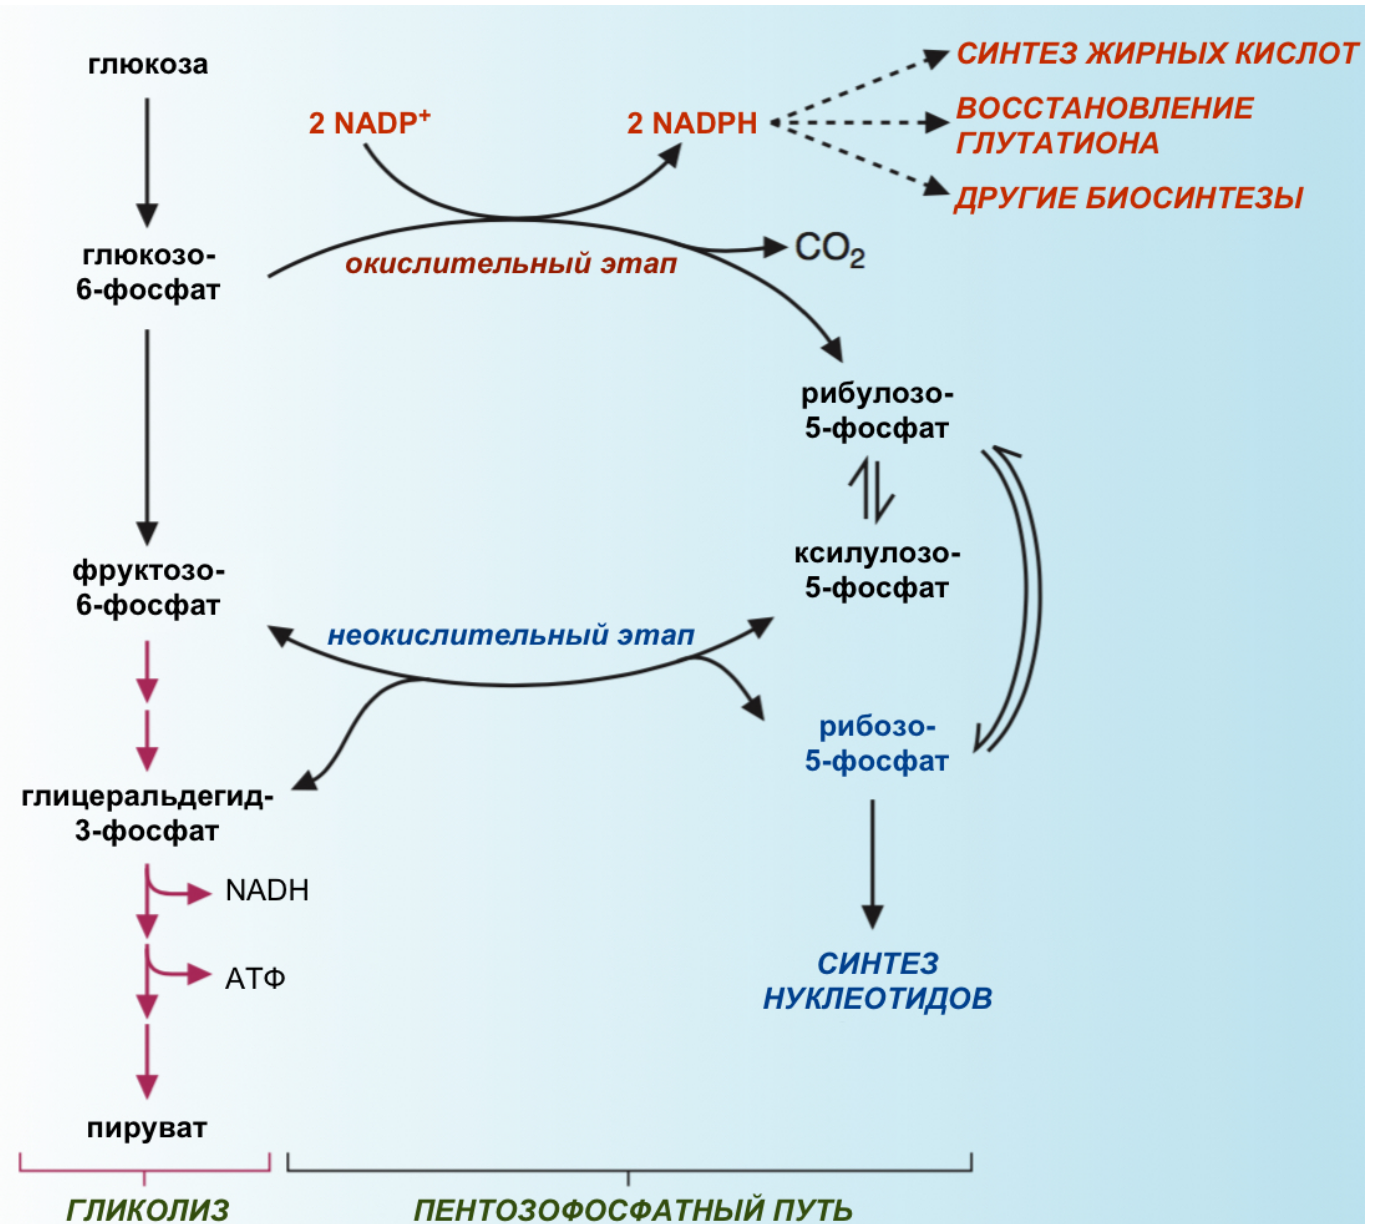 глюкоза
2 NADP⁺
2 NADPH
СИНТЕЗ ЖИРНЫХ КИСЛОТ
ВОССТАНОВЛЕНИЕ
ГЛУТАТИОНА
ДРУГИЕ БИОСИНТЕЗЫ
глюкозо-
6-фосфат
окислительный этап
CO₂
рибулозо-
5-фосфат
ксилулозо-
5-фосфат
фруктозо-
6-фосфат
неокислительный этап
рибозо-
5-фосфат
глицеральдегид-
3-фосфат
NADH
АТФ
СИНТЕЗ
НУКЛЕОТИДОВ
пируват
ГЛИКОЛИЗ
ПЕНТОЗОФОСФАТНЫЙ ПУТЬ